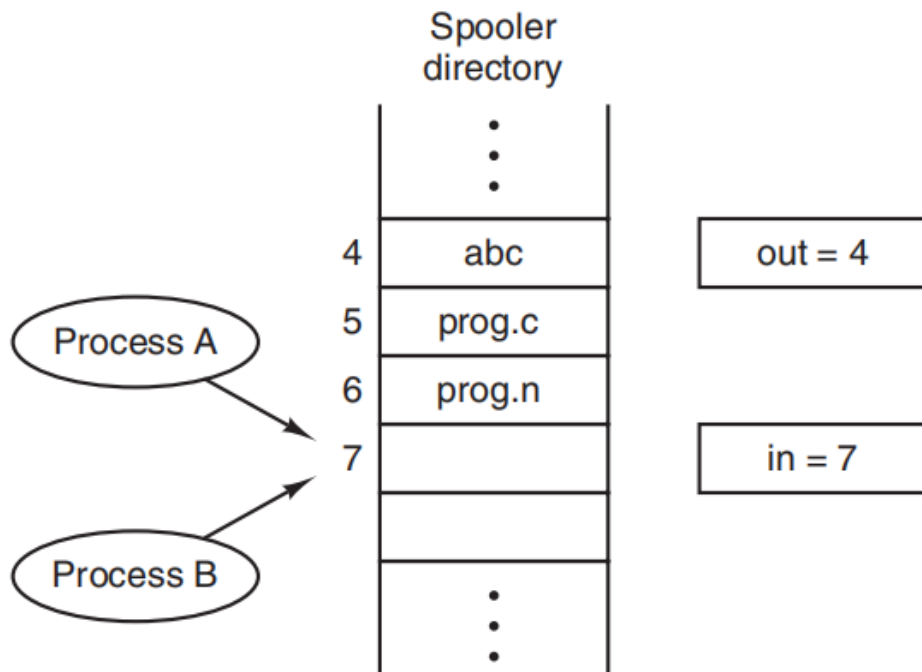 Spooler
directory
4 abc out = 4
5 prog.c
Process A
6 prog.n
7 in = 7
Process B